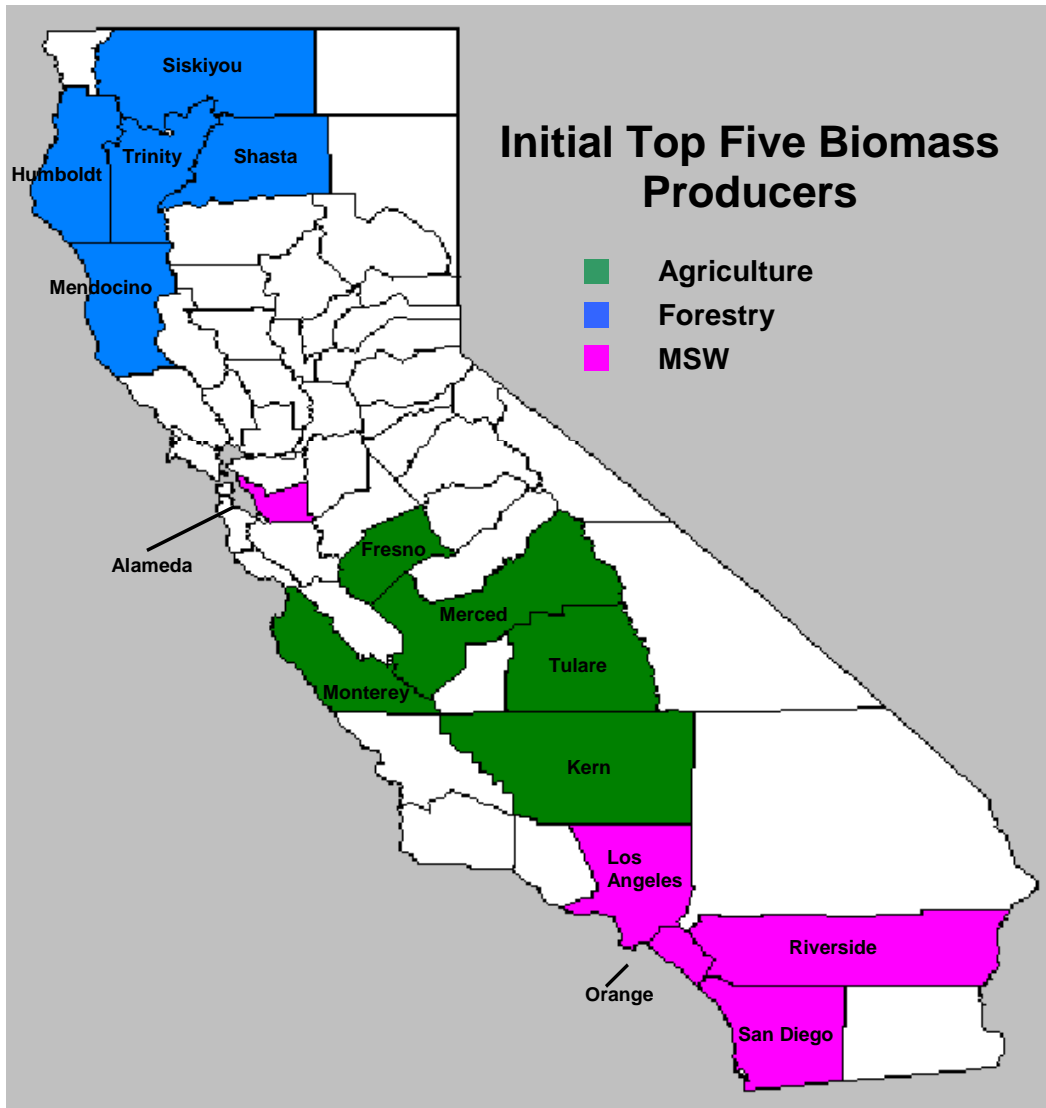 Initial Top Five Biomass
Producers
Agriculture
Forestry
MSW
Siskiyou
Humboldt
Trinity
Shasta
Mendocino
Alameda
Fresno
Merced
Tulare
Monterey
Kern
Los
Angeles
Riverside
Orange
San Diego